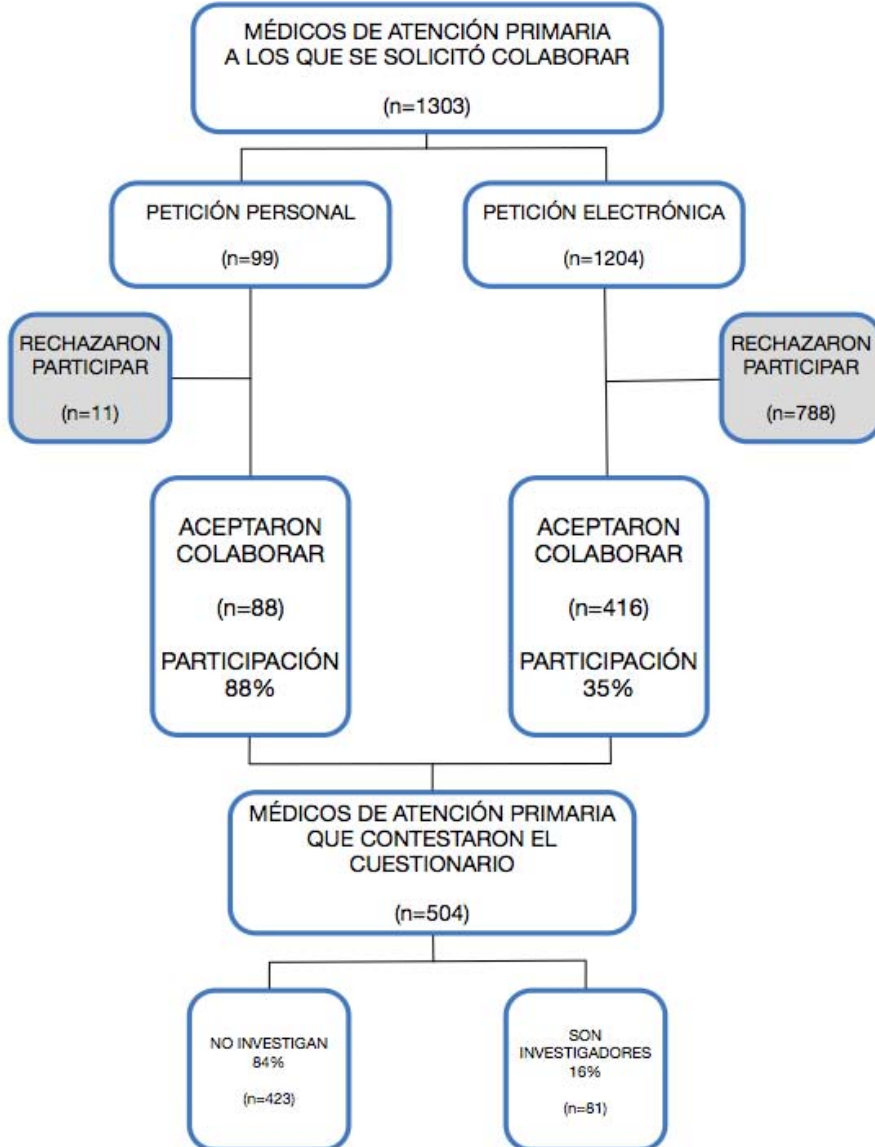 MÉDICOS DE ATENCIÓN PRIMARIA
A LOS QUE SE SOLICITÓ COLABORAR
(n=1303)
PETICIÓN PERSONAL
(n=99)
PETICIÓN ELECTRÓNICA
(n=1204)
RECHAZARON
PARTICIPAR
(n=11)
RECHAZARON
PARTICIPAR
(n=788)
ACEPTARON
COLABORAR
(n=88)
PARTICIPACIÓN
88%
ACEPTARON
COLABORAR
(n=416)
PARTICIPACIÓN
35%
MÉDICOS DE ATENCIÓN PRIMARIA
QUE CONTESTARON EL
CUESTIONARIO
(n=504)
NO INVESTIGAN
84%
(n=423)
SON
INVESTIGADORES
16%
(n=81)